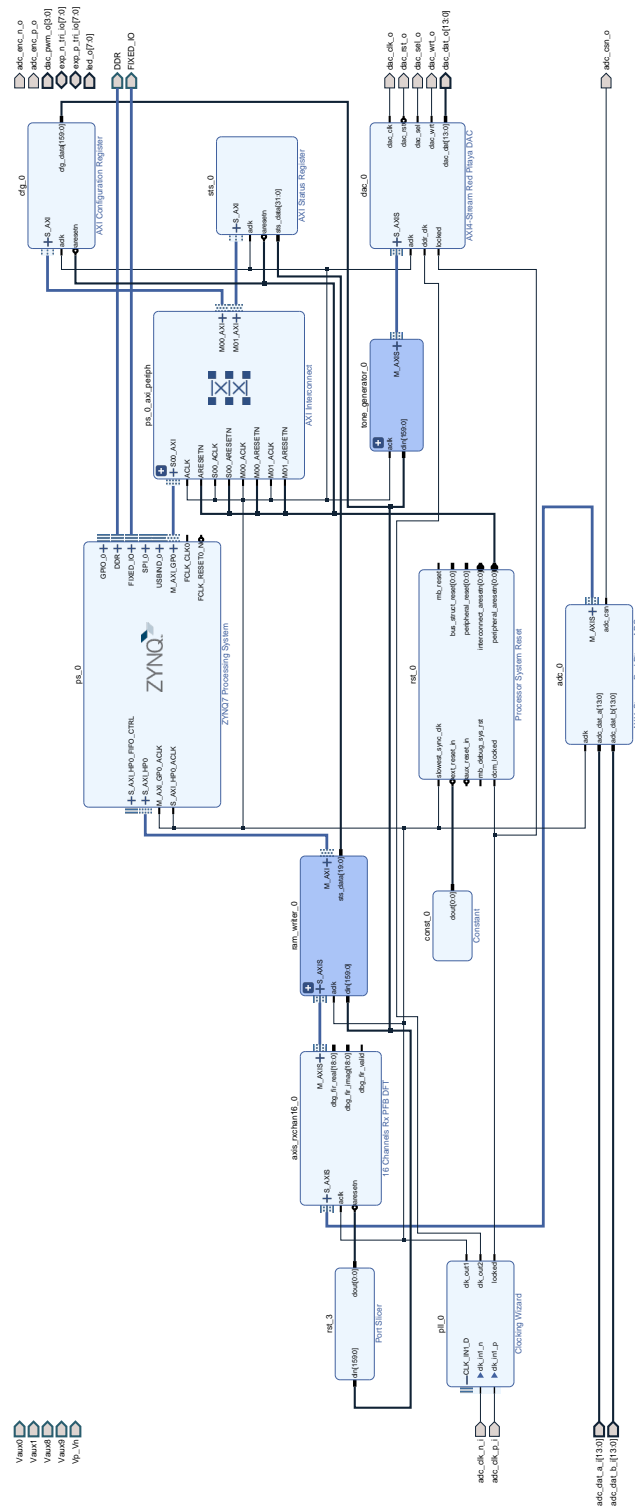 Vaux0
Vaux1
Vaux8
Vaux9
Vp_Vn
adc_clk_n_i
adc_clk_p_i
adc_dat_a_i[13:0]
adc_dat_b_i[13:0]
rst_3
din[159:0]
dout[0:0]
Port Slicer
pll_0
CLK_IN1_D
clk_in1_n
clk_in1_p
clk_out1
clk_out2
locked
Clocking Wizard
axis_rxchan16_0
S_AXIS
aclk
aresetn
M_AXIS
dbg_fir_real[18:0]
dbg_fir_imag[18:0]
dbg_fir_valid
16 Channels Rx PFB DFT
ram_writer_0
S_AXIS
aclk
din[159:0]
M_AXI
sts_data[19:0]
const_0
dout[0:0]
Constant
ps_0
S_AXI_HP0_FIFO_CTRL
S_AXI_HP0
M_AXI_GP0_ACLK
S_AXI_HP0_ACLK
ZYNQ
GPIO_0
DDR
FIXED_IO
SPI_0
USBIND_0
M_AXI_GP0
FCLK_CLK0
FCLK_RESET0_N
ZYNQ7 Processing System
rst_0
slowest_sync_clk
ext_reset_in
aux_reset_in
mb_debug_sys_rst
dcm_locked
mb_reset
bus_struct_reset[0:0]
peripheral_reset[0:0]
interconnect_aresetn[0:0]
peripheral_aresetn[0:0]
Processor System Reset
adc_0
aclk
adc_dat_a[13:0]
adc_dat_b[13:0]
M_AXIS
adc_csn
ps_0_axi_periph
S00_AXI
ACLK
ARESETN
S00_ACLK
S00_ARESETN
M00_ACLK
M00_ARESETN
M01_ACLK
M01_ARESETN
M00_AXI
M01_AXI
AXI Interconnect
tone_generator_0
aclk
din[159:0]
M_AXIS
cfg_0
S_AXI
aclk
aresetn
cfg_data[159:0]
AXI Configuration Register
sts_0
S_AXI
aclk
aresetn
sts_data[31:0]
AXI Status Register
dac_0
S_AXIS
aclk
ddr_clk
locked
dac_clk
dac_rst
dac_sel
dac_wrt
dac_dat[13:0]
AXI4-Stream Red Pitaya DAC
adc_enc_n_o
adc_enc_p_o
dac_pwm_o[3:0]
exp_n_tri_io[7:0]
exp_p_tri_io[7:0]
led_o[7:0]
DDR
FIXED_IO
dac_clk_o
dac_rst_o
dac_sel_o
dac_wrt_o
dac_dat_o[13:0]
adc_csn_o